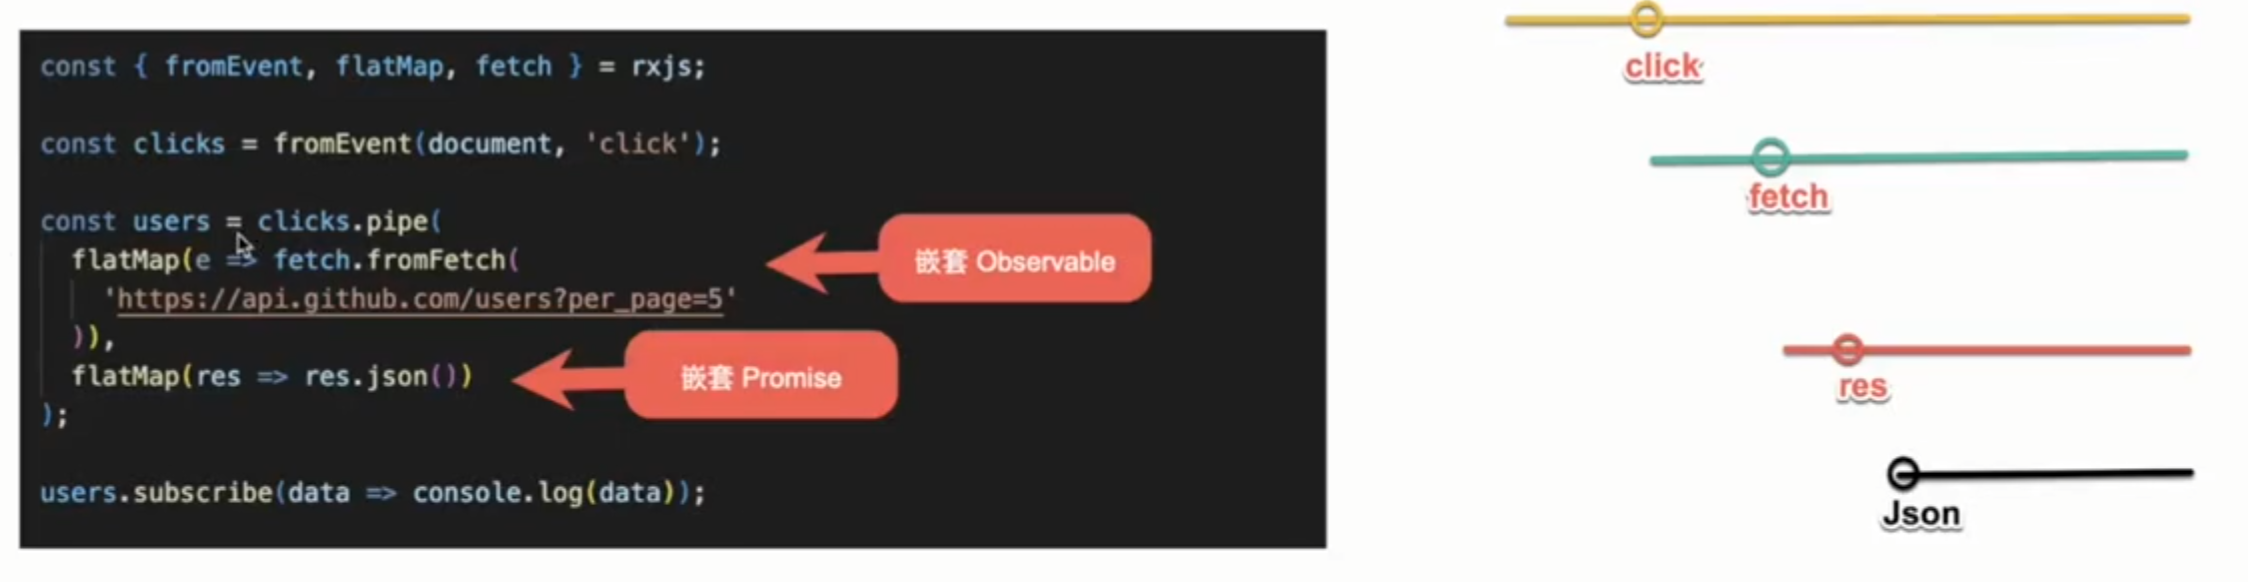 const { fromEvent, flatMap, fetch } = rxjs;
const clicks = fromEvent(document, 'click');
const users = clicks.pipe(
flatMap(e => fetch.fromFetch(
'https://api.github.com/users?per_page=5'
)),
flatMap(res => res.json())
);
users.subscribe(data => console.log(data));
嵌套 Observable
嵌套 Promise
click
fetch
res
Json